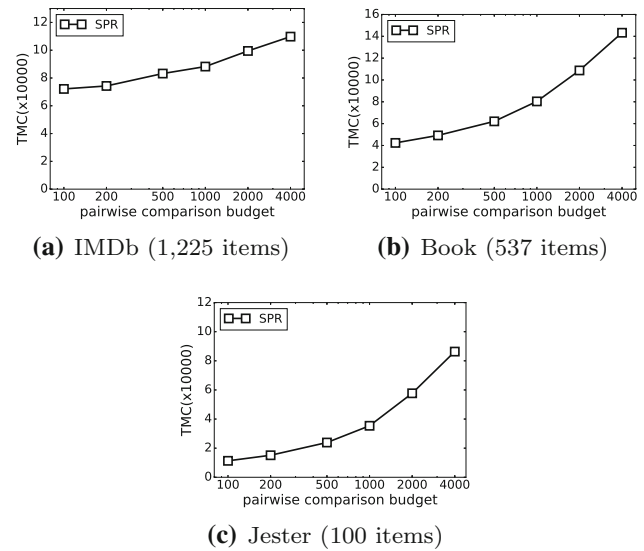 SPR
12
10
8
6
4
2
0
TMC(x10000)
100 200 500 1000 2000 4000
pairwise comparison budget
(a) IMDb (1,225 items)
SPR
16
14
12
10
8
6
4
2
0
TMC(x10000)
100 200 500 1000 2000 4000
pairwise comparison budget
(b) Book (537 items)
SPR
12
10
8
6
4
2
0
TMC(x10000)
100 200 500 1000 2000 4000
pairwise comparison budget
(c) Jester (100 items)